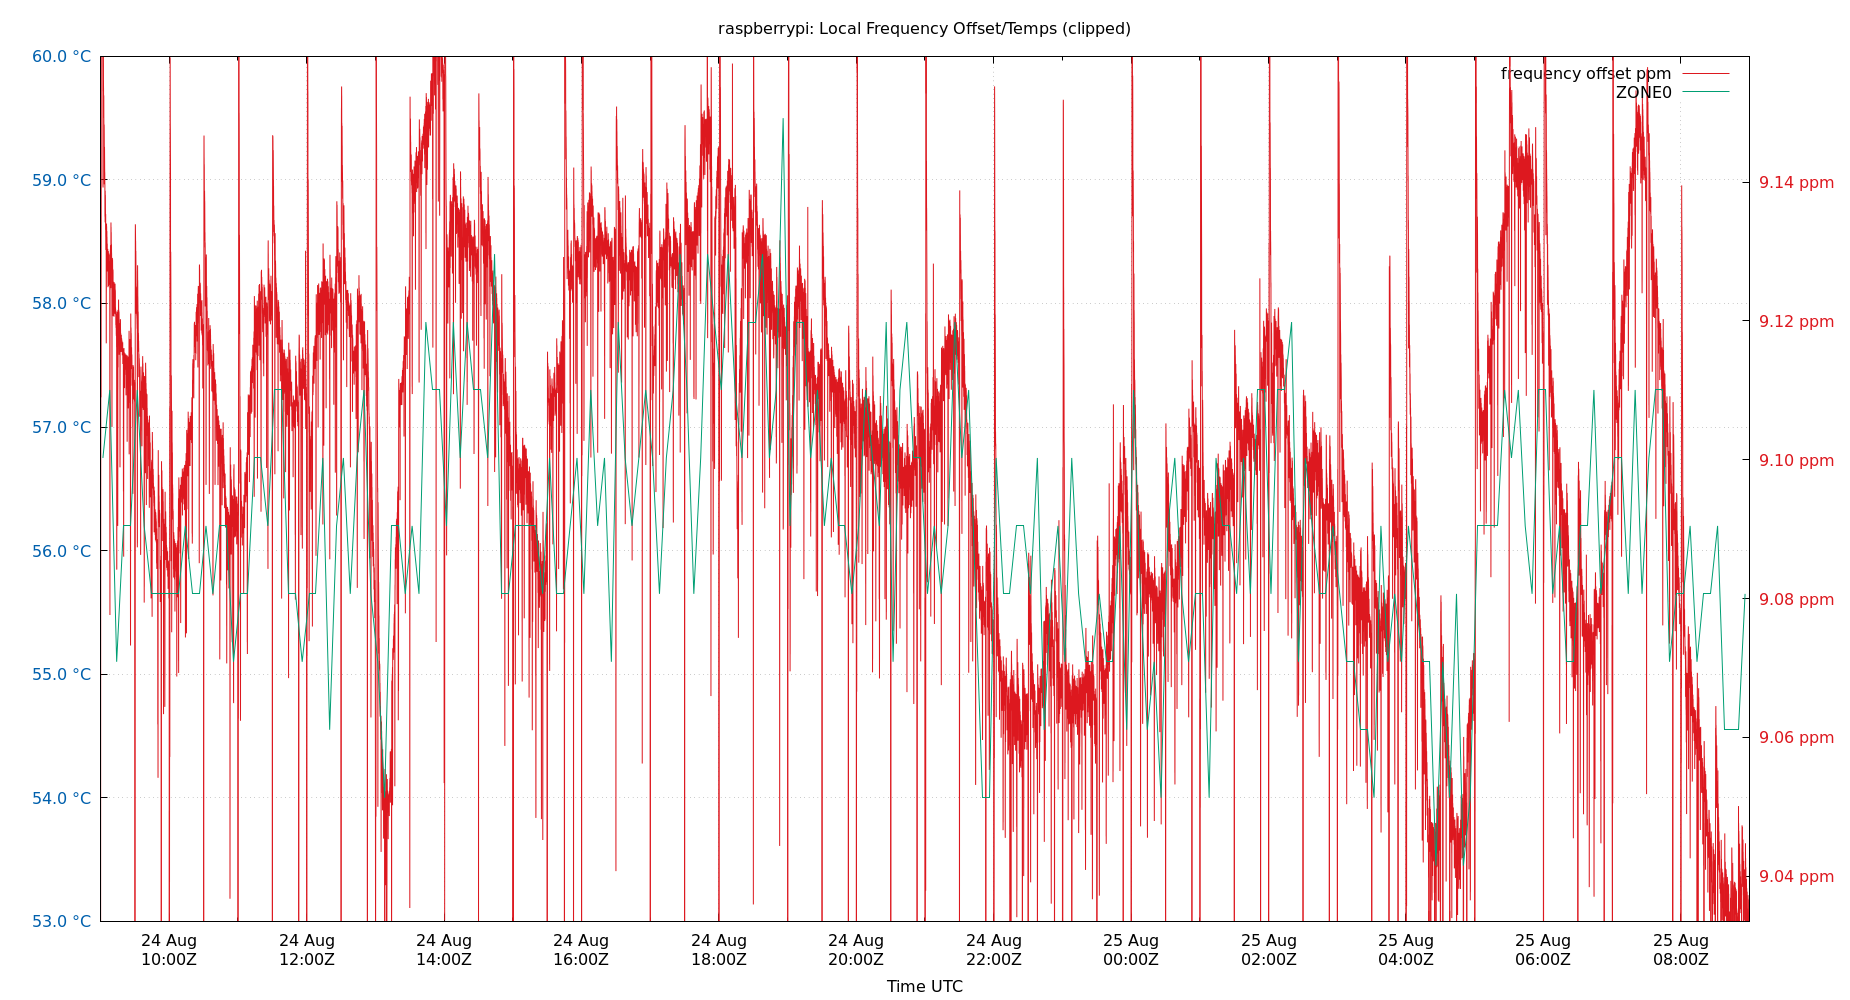 raspberrypi: Local Frequency Offset/Temps (clipped)
60.0 °C
59.0 °C
58.0 °C
57.0 °C
56.0 °C
55.0 °C
54.0 °C
53.0 °C
frequency offset ppm
ZONE0
9.14 ppm
9.12 ppm
9.10 ppm
9.08 ppm
9.06 ppm
9.04 ppm
24 Aug 24 Aug 24 Aug 24 Aug 24 Aug 24 Aug 24 Aug 25 Aug 25 Aug 25 Aug 25 Aug 25 Aug
10:00Z 12:00Z 14:00Z 16:00Z 18:00Z 20:00Z 22:00Z 00:00Z 02:00Z 04:00Z 06:00Z 08:00Z
Time UTC